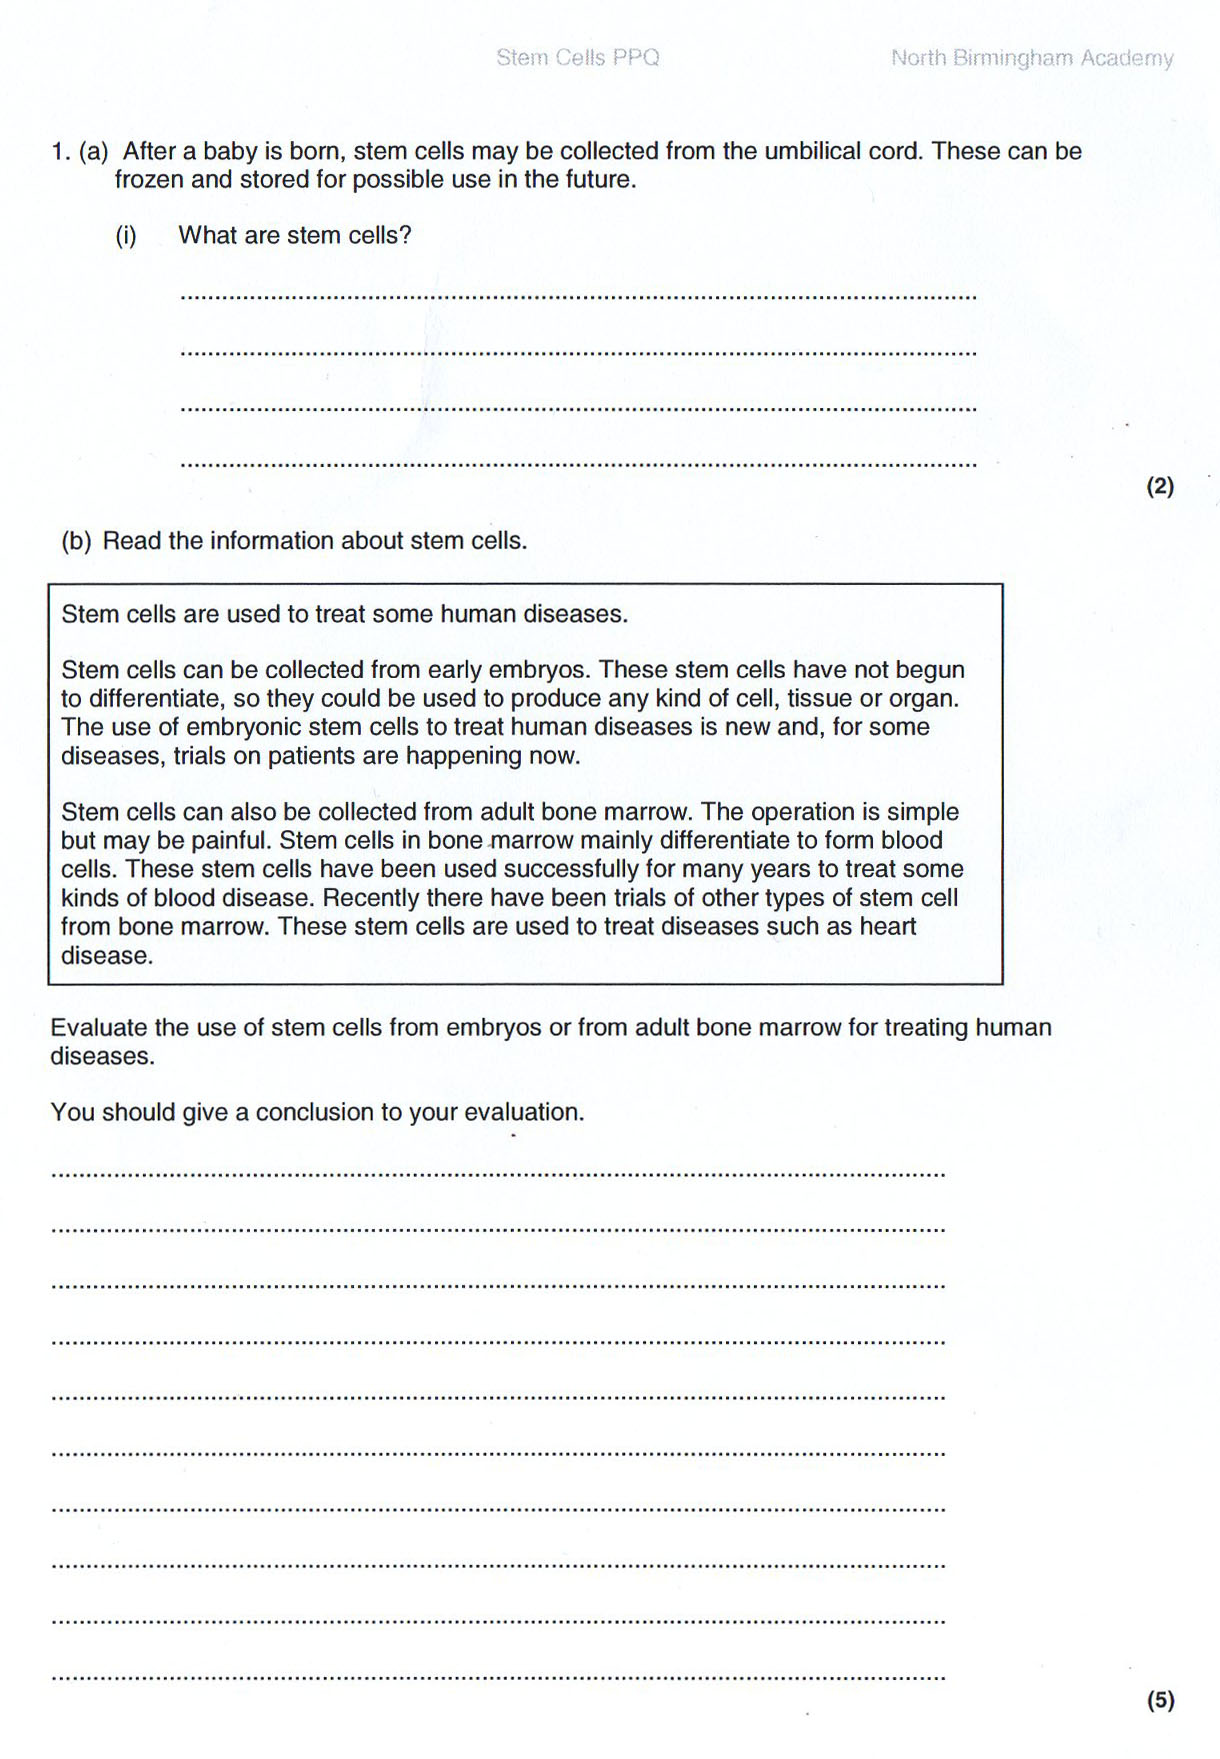 Stem Cells PPQ North Birmingham Academy
1. (a) After a baby is born, stem cells may be collected from the umbilical cord. These can be
frozen and stored for possible use in the future.
(i) What are stem cells?
(2)
(b) Read the information about stem cells.
Stem cells are used to treat some human diseases.
Stem cells can be collected from early embryos. These stem cells have not begun
to differentiate, so they could be used to produce any kind of cell, tissue or organ.
The use of embryonic stem cells to treat human diseases is new and, for some
diseases, trials on patients are happening now.
Stem cells can also be collected from adult bone marrow. The operation is simple
but may be painful. Stem cells in bone marrow mainly differentiate to form blood
cells. These stem cells have been used successfully for many years to treat some
kinds of blood disease. Recently there have been trials of other types of stem cell
from bone marrow. These stem cells are used to treat diseases such as heart
disease.
Evaluate the use of stem cells from embryos or from adult bone marrow for treating human
diseases.
You should give a conclusion to your evaluation.
(5)